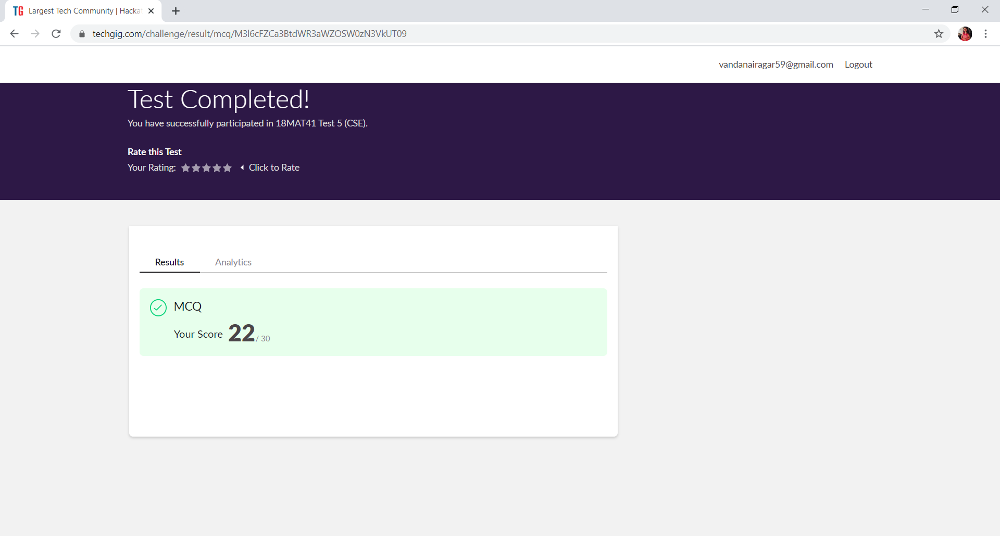 TG Largest Tech Community | Hacka
techgig.com/challenge/result/mcq/M3l6cFZCa3BtdWR3aWZOSW0zN3VkUT09
vandanairagar59@gmail.com Logout
Test Completed!
You have successfully participated in 18MAT41 Test 5 (CSE).
Rate this Test
Your Rating: Click to Rate
Results Analytics
MCQ
Your Score 22 / 30